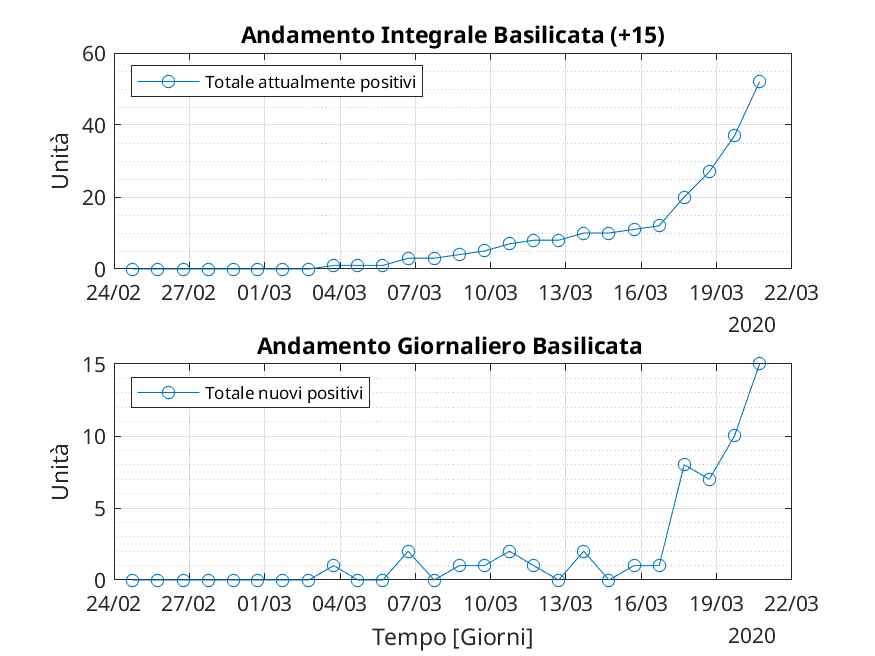 Andamento Integrale Basilicata (+15)
60
40
20
0
Unità
Totale attualmente positivi
24/02 27/02 01/03 04/03 07/03 10/03 13/03 16/03 19/03 22/03
2020
Andamento Giornaliero Basilicata
15
10
5
0
Unità
Totale nuovi positivi
24/02 27/02 01/03 04/03 07/03 10/03 13/03 16/03 19/03 22/03
Tempo [Giorni]
2020